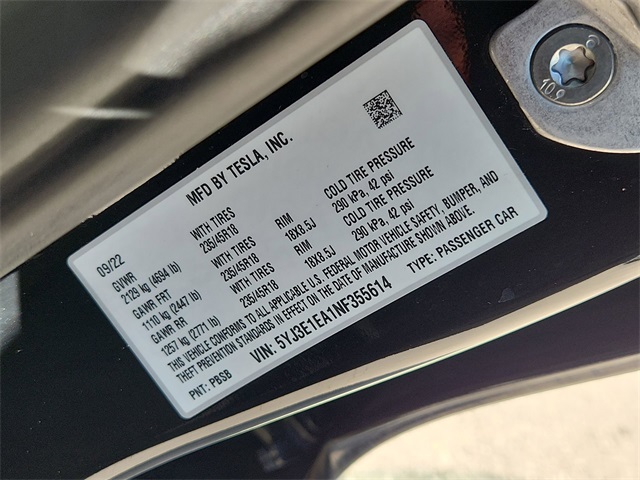 MFD BY TESLA, INC.
09/22
GVWR WITH TIRES RIM COLD TIRE PRESSURE
2129 kg (4694 lb) 235/45R18 18X8.5J 290 kPa, 42 psi
GAWR FRT WITH TIRES RIM COLD TIRE PRESSURE
1110 kg (2447 lb) 235/45R18 18X8.5J 290 kPa, 42 psi
GAWR RR WITH TIRES
1257 kg (2771 lb) 235/45R18
THIS VEHICLE CONFORMS TO ALL APPLICABLE U.S. FEDERAL MOTOR VEHICLE SAFETY, BUMPER, AND
THEFT PREVENTION STANDARDS IN EFFECT ON THE DATE OF MANUFACTURE SHOWN ABOVE.
VIN: 5YJ3E1EA1NF355614 TYPE: PASSENGER CAR
PNT: PBSB
10.9